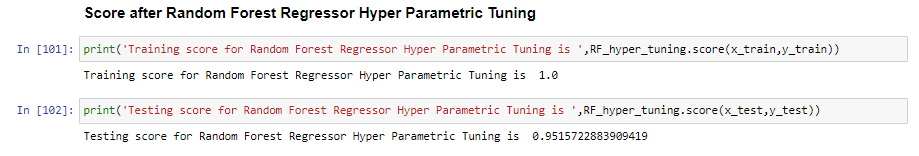 Score after Random Forest Regressor Hyper Parametric Tuning
In [101]: print('Training score for Random Forest Regressor Hyper Parametric Tuning is ',RF_hyper_tuning.score(x_train,y_train))
Training score for Random Forest Regressor Hyper Parametric Tuning is  1.0
In [102]: print('Testing score for Random Forest Regressor Hyper Parametric Tuning is ',RF_hyper_tuning.score(x_test,y_test))
Testing score for Random Forest Regressor Hyper Parametric Tuning is  0.9515722883909419